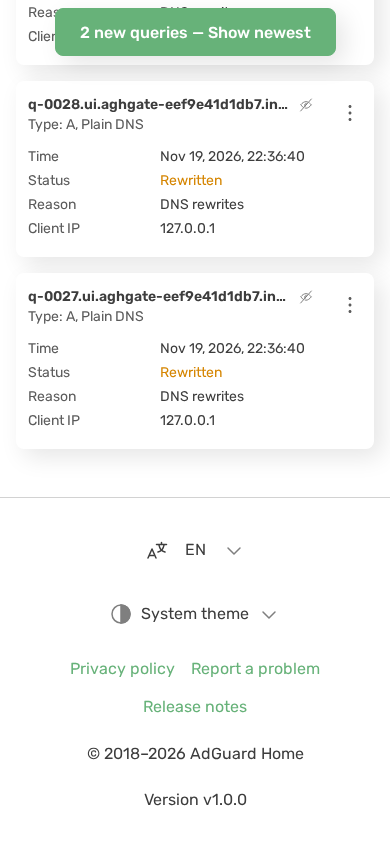 2 new queries — Show newest
q-0028.ui.aghgate-eef9e41d1db7.in…
Type: A, Plain DNS
Time Nov 19, 2026, 22:36:40
Status Rewritten
Reason DNS rewrites
Client IP 127.0.0.1
q-0027.ui.aghgate-eef9e41d1db7.in…
Type: A, Plain DNS
Time Nov 19, 2026, 22:36:40
Status Rewritten
Reason DNS rewrites
Client IP 127.0.0.1
EN
System theme
Privacy policy Report a problem
Release notes
© 2018–2026 AdGuard Home
Version v1.0.0